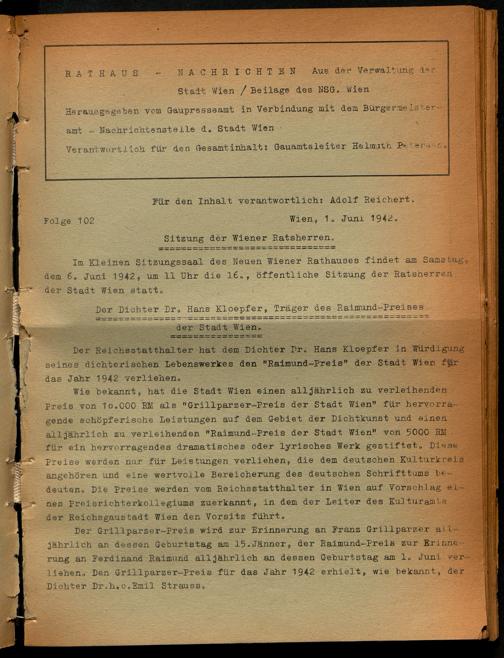 RATHAUS - NACHRICHTEN Aus der Verwaltung der
Stadt Wien / Beilage des NSG. Wien
Herausgegeben vom Gaupresseamt in Verbindung mit dem Bürgermeister-
amt - Nachrichtenstelle d. Stadt Wien
Verantwortlich für den Gesamtinhalt: Gauamtsleiter Helmuth Petersen.
Für den Inhalt verantwortlich: Adolf Reichert.
Folge 102 Wien, 1. Juni 1942.
Sitzung der Wiener Ratsherren.
Im Kleinen Sitzungssaal des Neuen Wiener Rathauses findet am Samstag,
dem 6. Juni 1942, um 11 Uhr die 16., öffentliche Sitzung der Ratsherren
der Stadt Wien statt.
Der Dichter Dr. Hans Kloepfer, Träger des Raimund-Preises
der Stadt Wien.
Der Reichsstatthalter hat dem Dichter Dr. Hans Kloepfer in Würdigung
seines dichterischen Lebenswerkes den "Raimund-Preis" der Stadt Wien für
das Jahr 1942 verliehen.
Wie bekannt, hat die Stadt Wien einen alljährlich zu verleihenden
Preis von 10.000 RM als "Grillparzer-Preis der Stadt Wien" für hervorra-
gende schöpferische Leistungen auf dem Gebiet der Dichtkunst und einen
alljährlich zu verleihenden "Raimund-Preis der Stadt Wien" von 5000 RM
für ein hervorragendes dramatisches oder lyrisches Werk gestiftet. Diese
Preise werden nur für Leistungen verliehen, die dem deutschen Kulturkreis
angehören und eine wertvolle Bereicherung des deutschen Schrifttums be-
deuten. Die Preise werden vom Reichsstatthalter in Wien auf Vorschlag ei-
nes Preisrichterkollegiums zuerkannt, in dem der Leiter des Kulturamts
der Reichsgaustadt Wien den Vorsitz führt.
Der Grillparzer-Preis wird zur Erinnerung an Franz Grillparzer all-
jährlich an dessen Geburtstag am 15.Jänner, der Raimund-Preis zur Erinne-
rung an Ferdinand Raimund alljährlich an dessen Geburtstag am 1. Juni ver-
liehen. Den Grillparzer-Preis für das Jahr 1942 erhielt, wie bekannt, der
Dichter Dr.h.c.Emil Strauss.